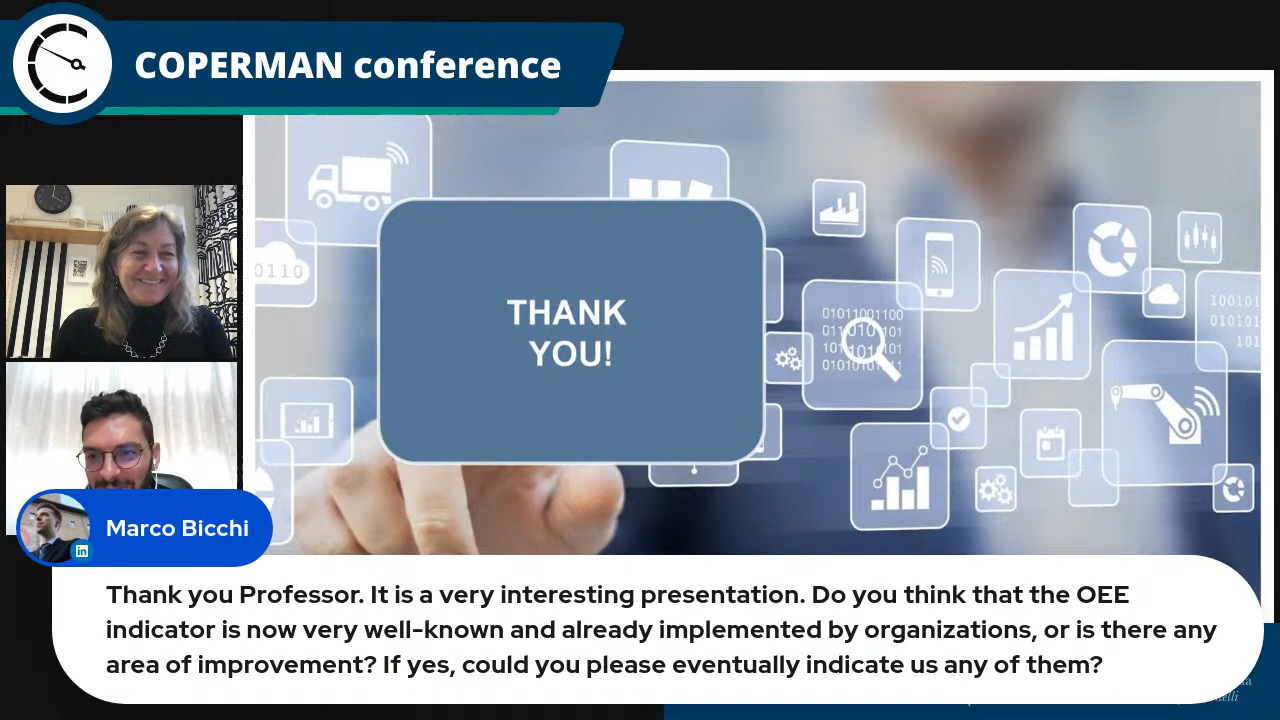 COPERMAN conference
THANK
YOU!
0110
01011001100
100101
Marco Bicchi
in
Thank you Professor. It is a very interesting presentation. Do you think that the OEE
indicator is now very well-known and already implemented by organizations, or is there any
area of improvement? If yes, could you please eventually indicate us any of them?